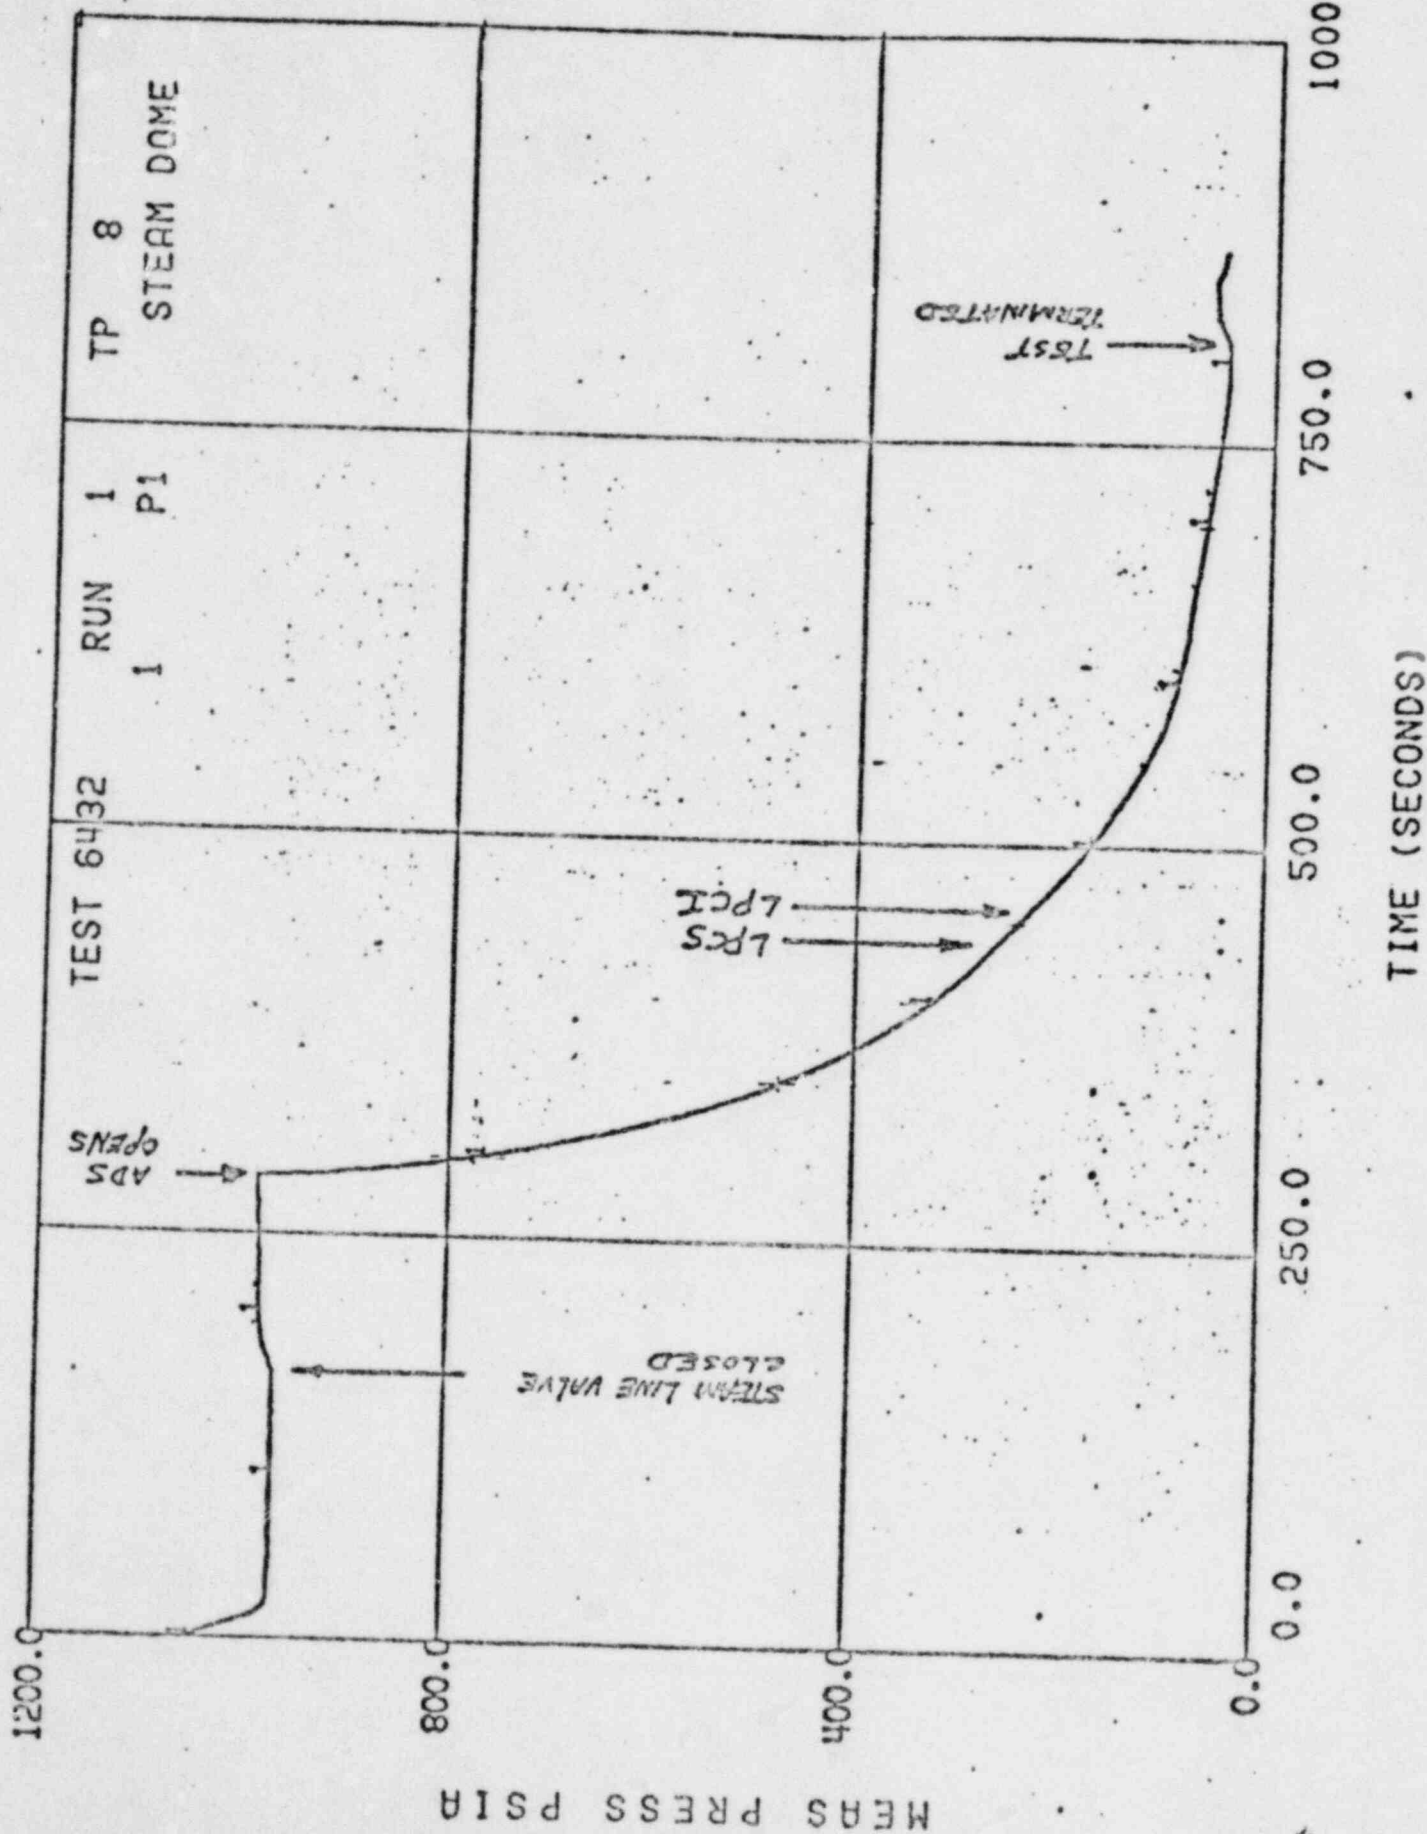 TEST 6432 RUN 1 TP 8
1 P1 STEAM DOME
1200.0
800.0
400.0
0.0
MEAS PRESS PSIA
ADS
OPENS
STEAM LINE VALVE
CLOSED
LPCS
LPCI
TEST
TERMINATED
0.0
250.0
500.0
750.0
1000
TIME (SECONDS)